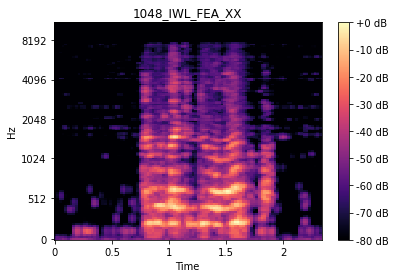 1048_IWL_FEA_XX
8192
4096
2048
1024
512
0
Hz
0
0.5
1
1.5
2
Time
+0 dB
-10 dB
-20 dB
-30 dB
-40 dB
-50 dB
-60 dB
-70 dB
-80 dB